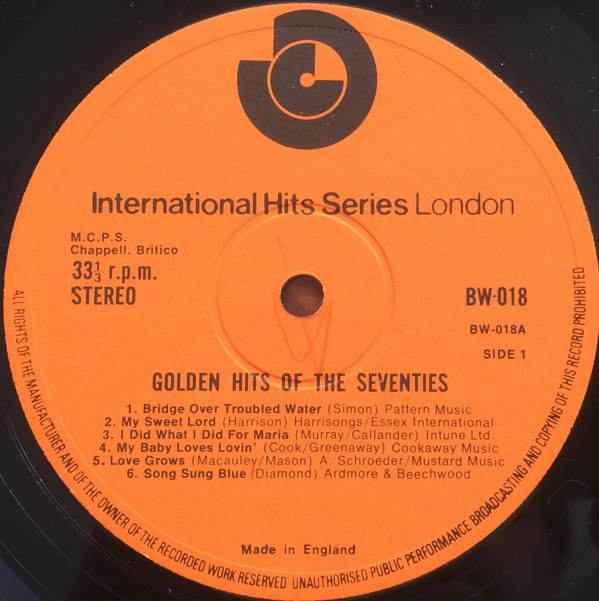 International Hits Series London
M.C.P.S.
Chappell. Britico
33⅓ r.p.m.
STEREO
BW-018
BW-018A
SIDE 1
GOLDEN HITS OF THE SEVENTIES
1. Bridge Over Troubled Water (Simon) Pattern Music
2. My Sweet Lord (Harrison) Harrisongs/Essex International
3. I Did What I Did For Maria (Murray/Callander) Intune Ltd.
4. My Baby Loves Lovin' (Cook/Greenaway) Cookaway Music
5. Love Grows (Macauley/Mason) A. Schroeder/Mustard Music
6. Song Sung Blue (Diamond) Ardmore & Beechwood
Made in England
ALL RIGHTS OF THE MANUFACTURER AND OF THE OWNER OF THE RECORDED WORK RESERVED UNAUTHORISED PUBLIC PERFORMANCE BROADCASTING AND COPYING OF THIS RECORD PROHIBITED